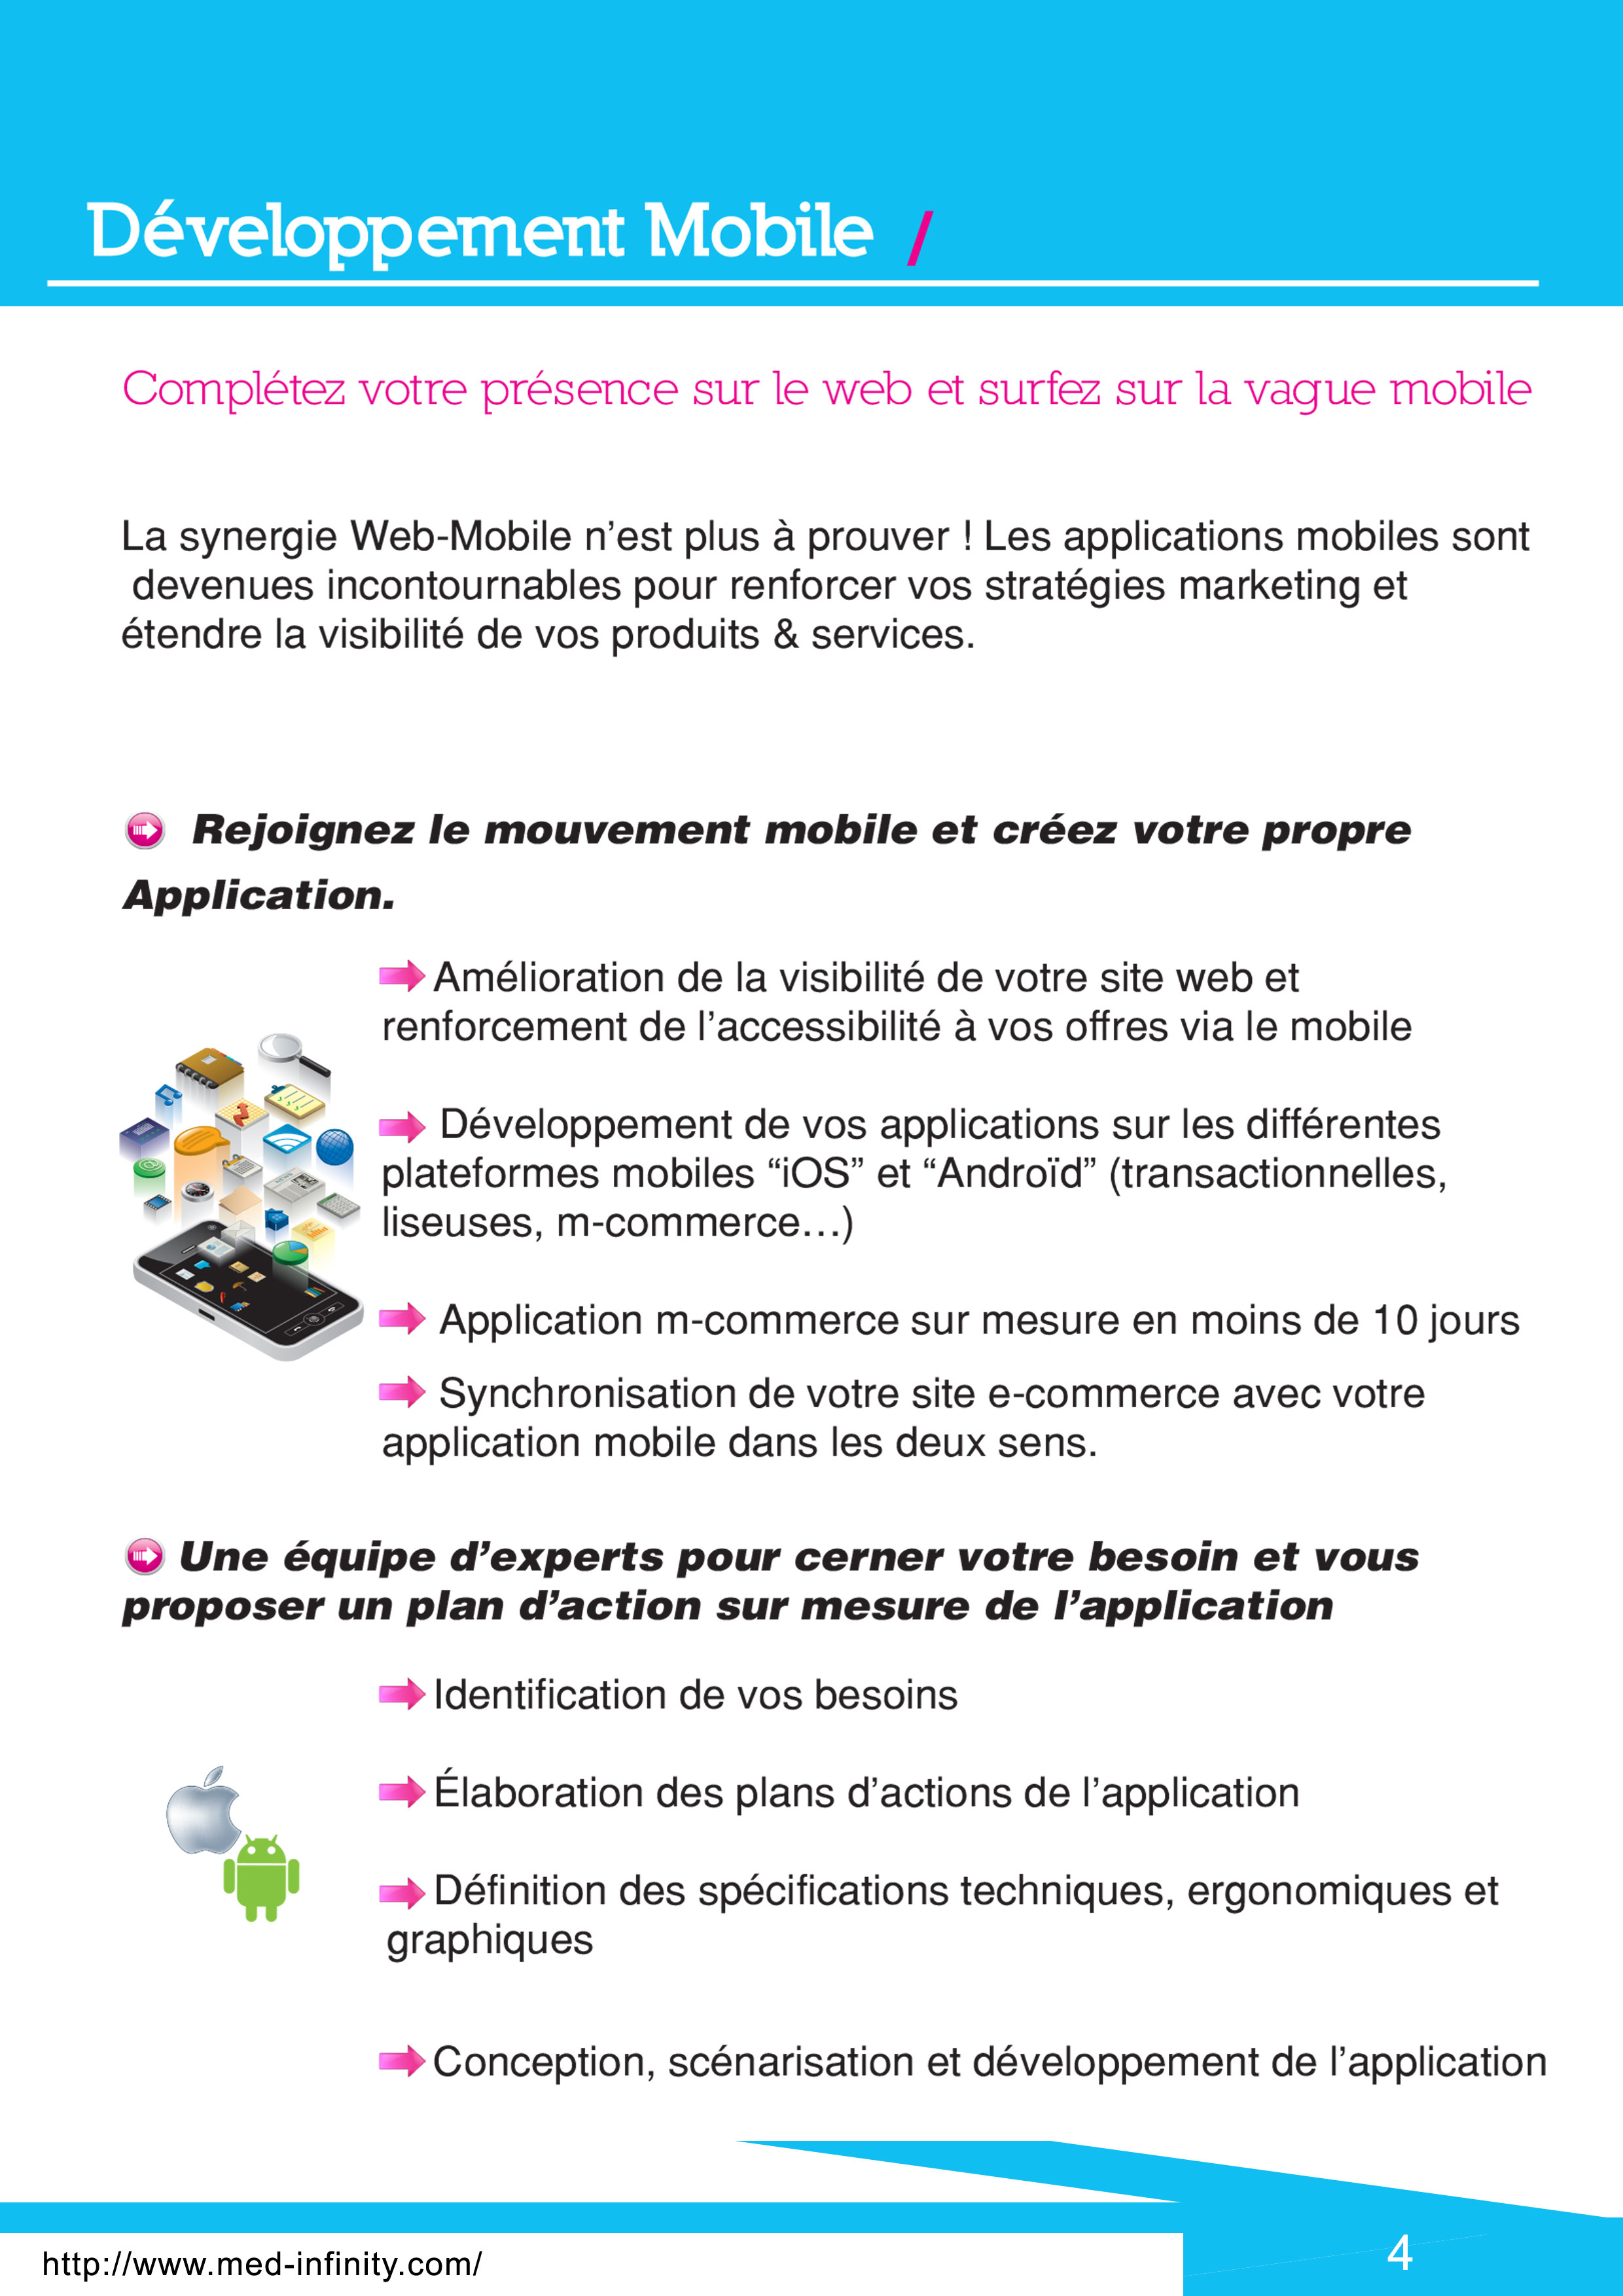 Développement Mobile /
Complétez votre présence sur le web et surfez sur la vague mobile
La synergie Web-Mobile n’est plus à prouver ! Les applications mobiles sont
devenues incontournables pour renforcer vos stratégies marketing et
étendre la visibilité de vos produits & services.
Rejoignez le mouvement mobile et créez votre propre
Application.
Amélioration de la visibilité de votre site web et
renforcement de l’accessibilité à vos offres via le mobile
Développement de vos applications sur les différentes
plateformes mobiles “iOS” et “Androïd” (transactionnelles,
liseuses, m-commerce…)
Application m-commerce sur mesure en moins de 10 jours
Synchronisation de votre site e-commerce avec votre
application mobile dans les deux sens.
Une équipe d’experts pour cerner votre besoin et vous
proposer un plan d’action sur mesure de l’application
Identification de vos besoins
Élaboration des plans d’actions de l’application
Définition des spécifications techniques, ergonomiques et
graphiques
Conception, scénarisation et développement de l’application
http://www.med-infinity.com/
4